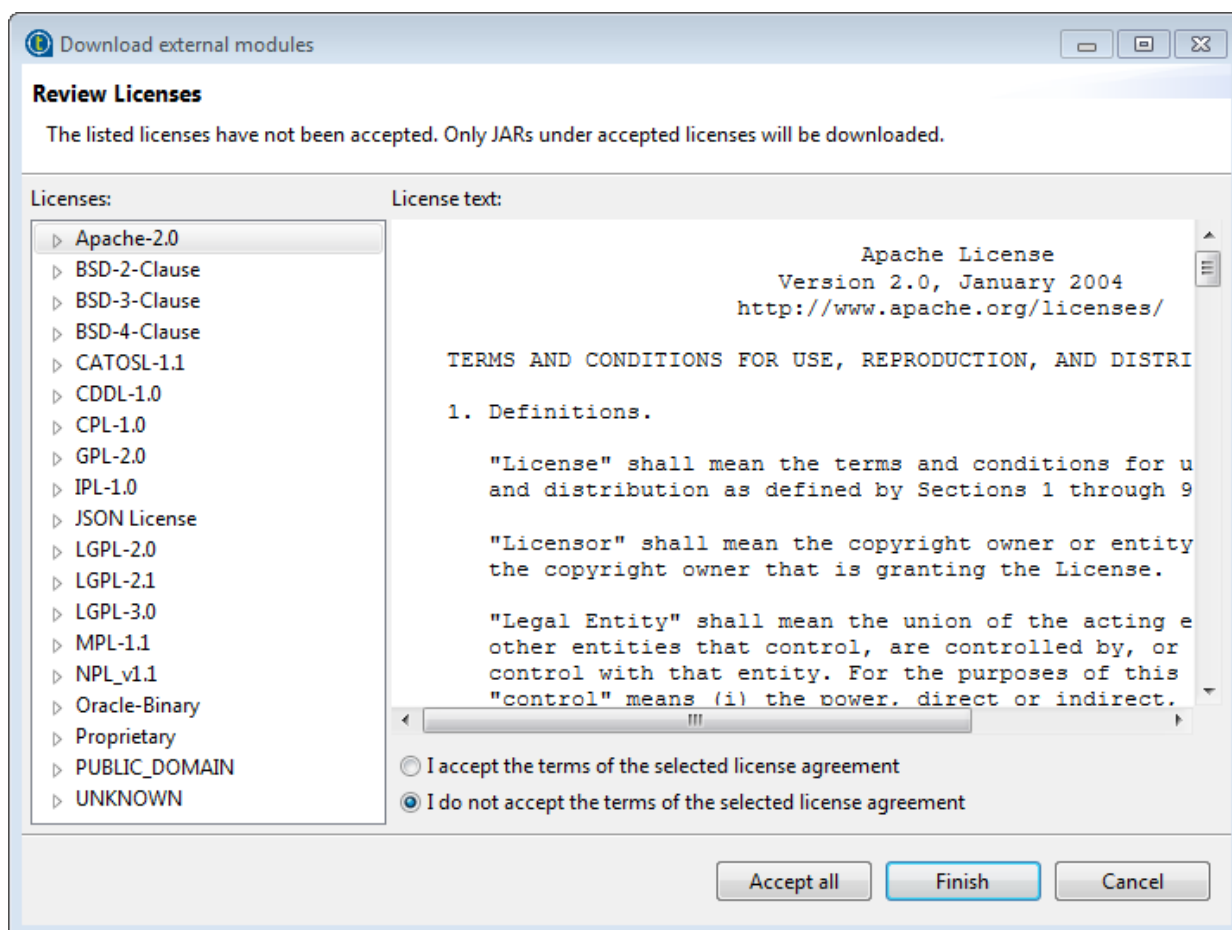 Download external modules
Review Licenses
The listed licenses have not been accepted. Only JARs under accepted licenses will be downloaded.
Licenses:
Apache-2.0
BSD-2-Clause
BSD-3-Clause
BSD-4-Clause
CATOSL-1.1
CDDL-1.0
CPL-1.0
GPL-2.0
IPL-1.0
JSON License
LGPL-2.0
LGPL-2.1
LGPL-3.0
MPL-1.1
NPL_v1.1
Oracle-Binary
Proprietary
PUBLIC_DOMAIN
UNKNOWN
License text:
Apache License
Version 2.0, January 2004
http://www.apache.org/licenses/
TERMS AND CONDITIONS FOR USE, REPRODUCTION, AND DISTRI
1. Definitions.
"License" shall mean the terms and conditions for u
and distribution as defined by Sections 1 through 9
"Licensor" shall mean the copyright owner or entity
the copyright owner that is granting the License.
"Legal Entity" shall mean the union of the acting e
other entities that control, are controlled by, or
control with that entity. For the purposes of this
"control" means (i) the power, direct or indirect,
I accept the terms of the selected license agreement
I do not accept the terms of the selected license agreement
Accept all
Finish
Cancel